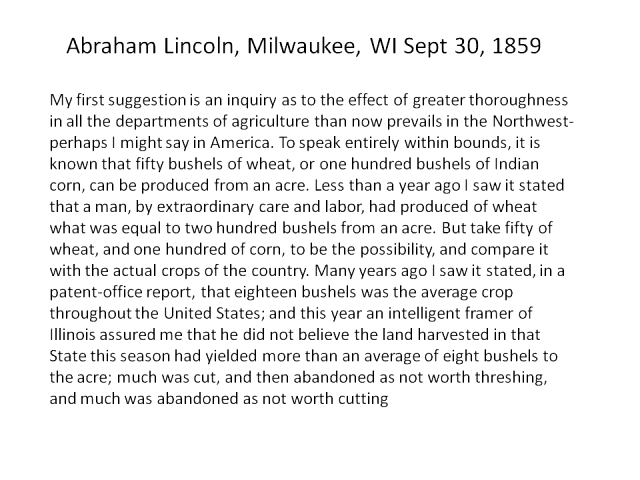 Abraham Lincoln, Milwaukee, WI Sept 30, 1859
My first suggestion is an inquiry as to the effect of greater thoroughness
in all the departments of agriculture than now prevails in the Northwest-
perhaps I might say in America. To speak entirely within bounds, it is
known that fifty bushels of wheat, or one hundred bushels of Indian
corn, can be produced from an acre. Less than a year ago I saw it stated
that a man, by extraordinary care and labor, had produced of wheat
what was equal to two hundred bushels from an acre. But take fifty of
wheat, and one hundred of corn, to be the possibility, and compare it
with the actual crops of the country. Many years ago I saw it stated, in a
patent-office report, that eighteen bushels was the average crop
throughout the United States; and this year an intelligent framer of
Illinois assured me that he did not believe the land harvested in that
State this season had yielded more than an average of eight bushels to
the acre; much was cut, and then abandoned as not worth threshing,
and much was abandoned as not worth cutting